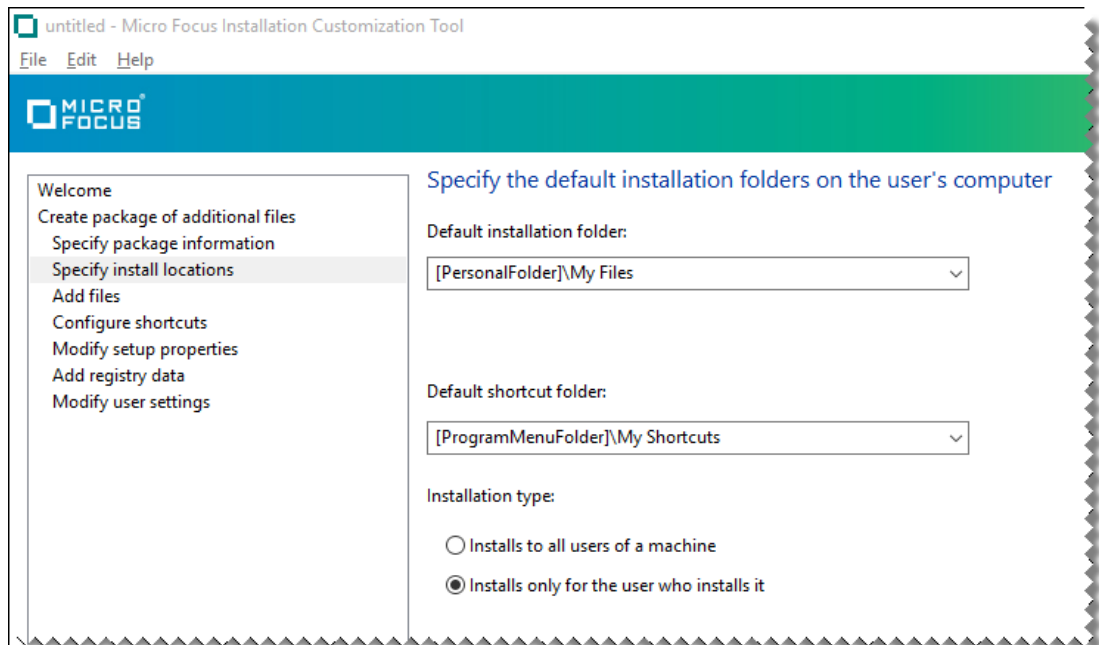 untitled - Micro Focus Installation Customization Tool
File Edit Help
MICRO®
FOCUS
Welcome
Create package of additional files
Specify package information
Specify install locations
Add files
Configure shortcuts
Modify setup properties
Add registry data
Modify user settings
Specify the default installation folders on the user's computer
Default installation folder:
[PersonalFolder]\My Files
Default shortcut folder:
[ProgramMenuFolder]\My Shortcuts
Installation type:
Installs to all users of a machine
Installs only for the user who installs it